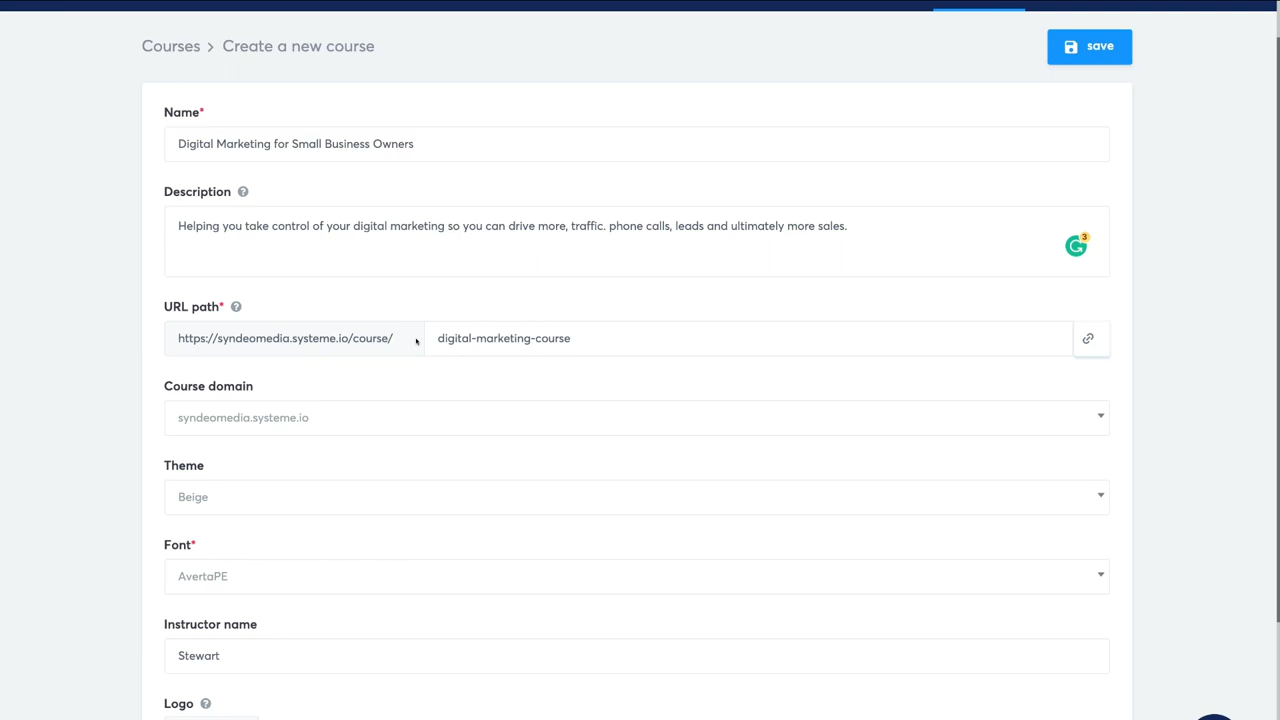 Courses > Create a new course
save
Name*
Digital Marketing for Small Business Owners
Description ?
Helping you take control of your digital marketing so you can drive more, traffic. phone calls, leads and ultimately more sales.
3
URL path* ?
https://syndeomedia.systeme.io/course/ digital-marketing-course
Course domain
syndeomedia.systeme.io
Theme
Beige
Font*
AvertaPE
Instructor name
Stewart
Logo ?